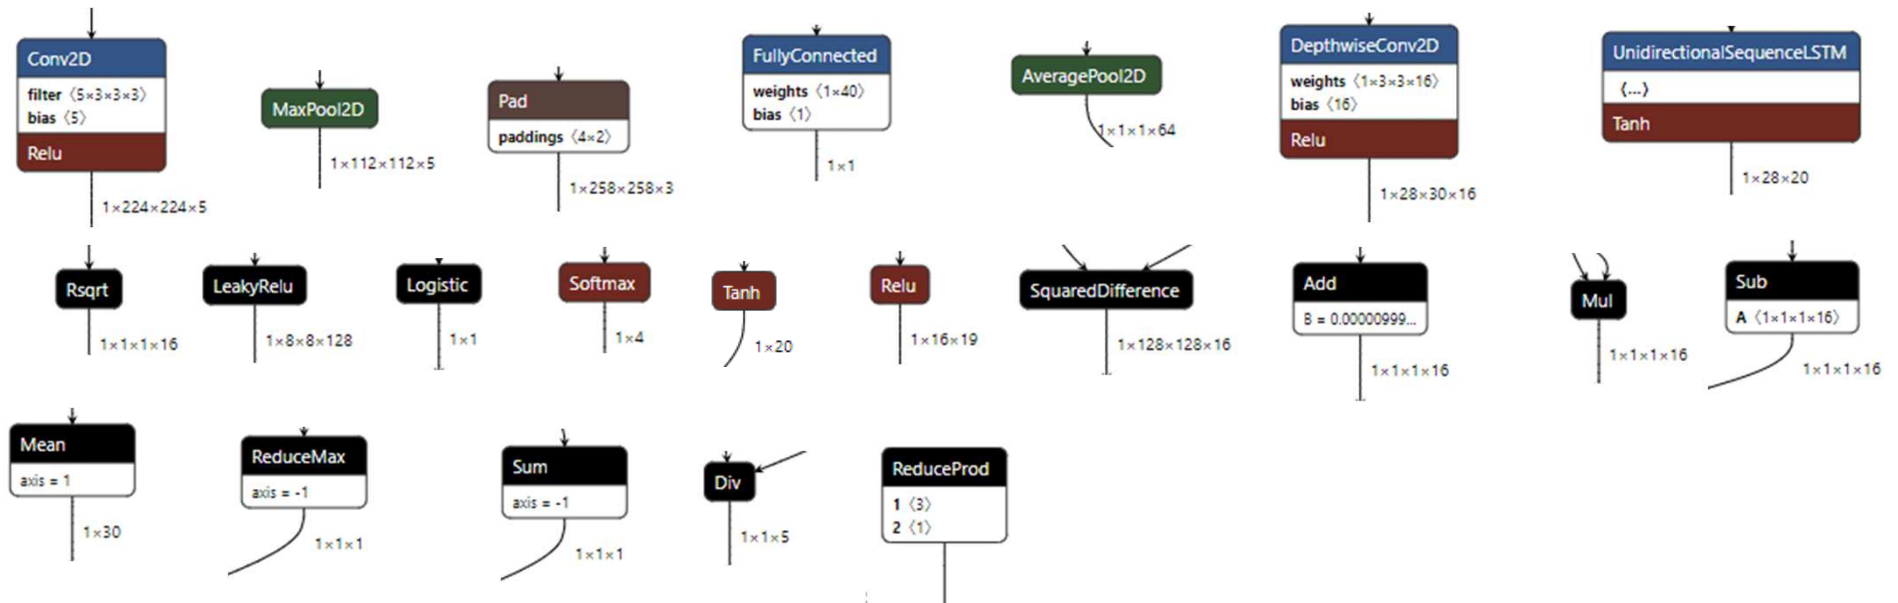 Conv2D
filter ⟨5×3×3×3⟩
bias ⟨5⟩
Relu
1×224×224×5
MaxPool2D
1×112×112×5
Pad
paddings ⟨4×2⟩
1×258×258×3
FullyConnected
weights ⟨1×40⟩
bias ⟨1⟩
1×1
AveragePool2D
1×1×1×64
DepthwiseConv2D
weights ⟨1×3×3×16⟩
bias ⟨16⟩
Relu
1×28×30×16
UnidirectionalSequenceLSTM
⟨...⟩
Tanh
1×28×20
Rsqrt
1×1×1×16
LeakyRelu
1×8×8×128
Logistic
1×1
Softmax
1×4
Tanh
1×20
Relu
1×16×19
SquaredDifference
1×128×128×16
Add
B = 0.00000999...
1×1×1×16
Mul
1×1×1×16
Sub
A ⟨1×1×1×16⟩
1×1×1×16
Mean
axis = 1
1×30
ReduceMax
axis = -1
1×1×1
Sum
axis = -1
1×1×1
Div
1×1×5
ReduceProd
1 ⟨3⟩
2 ⟨1⟩